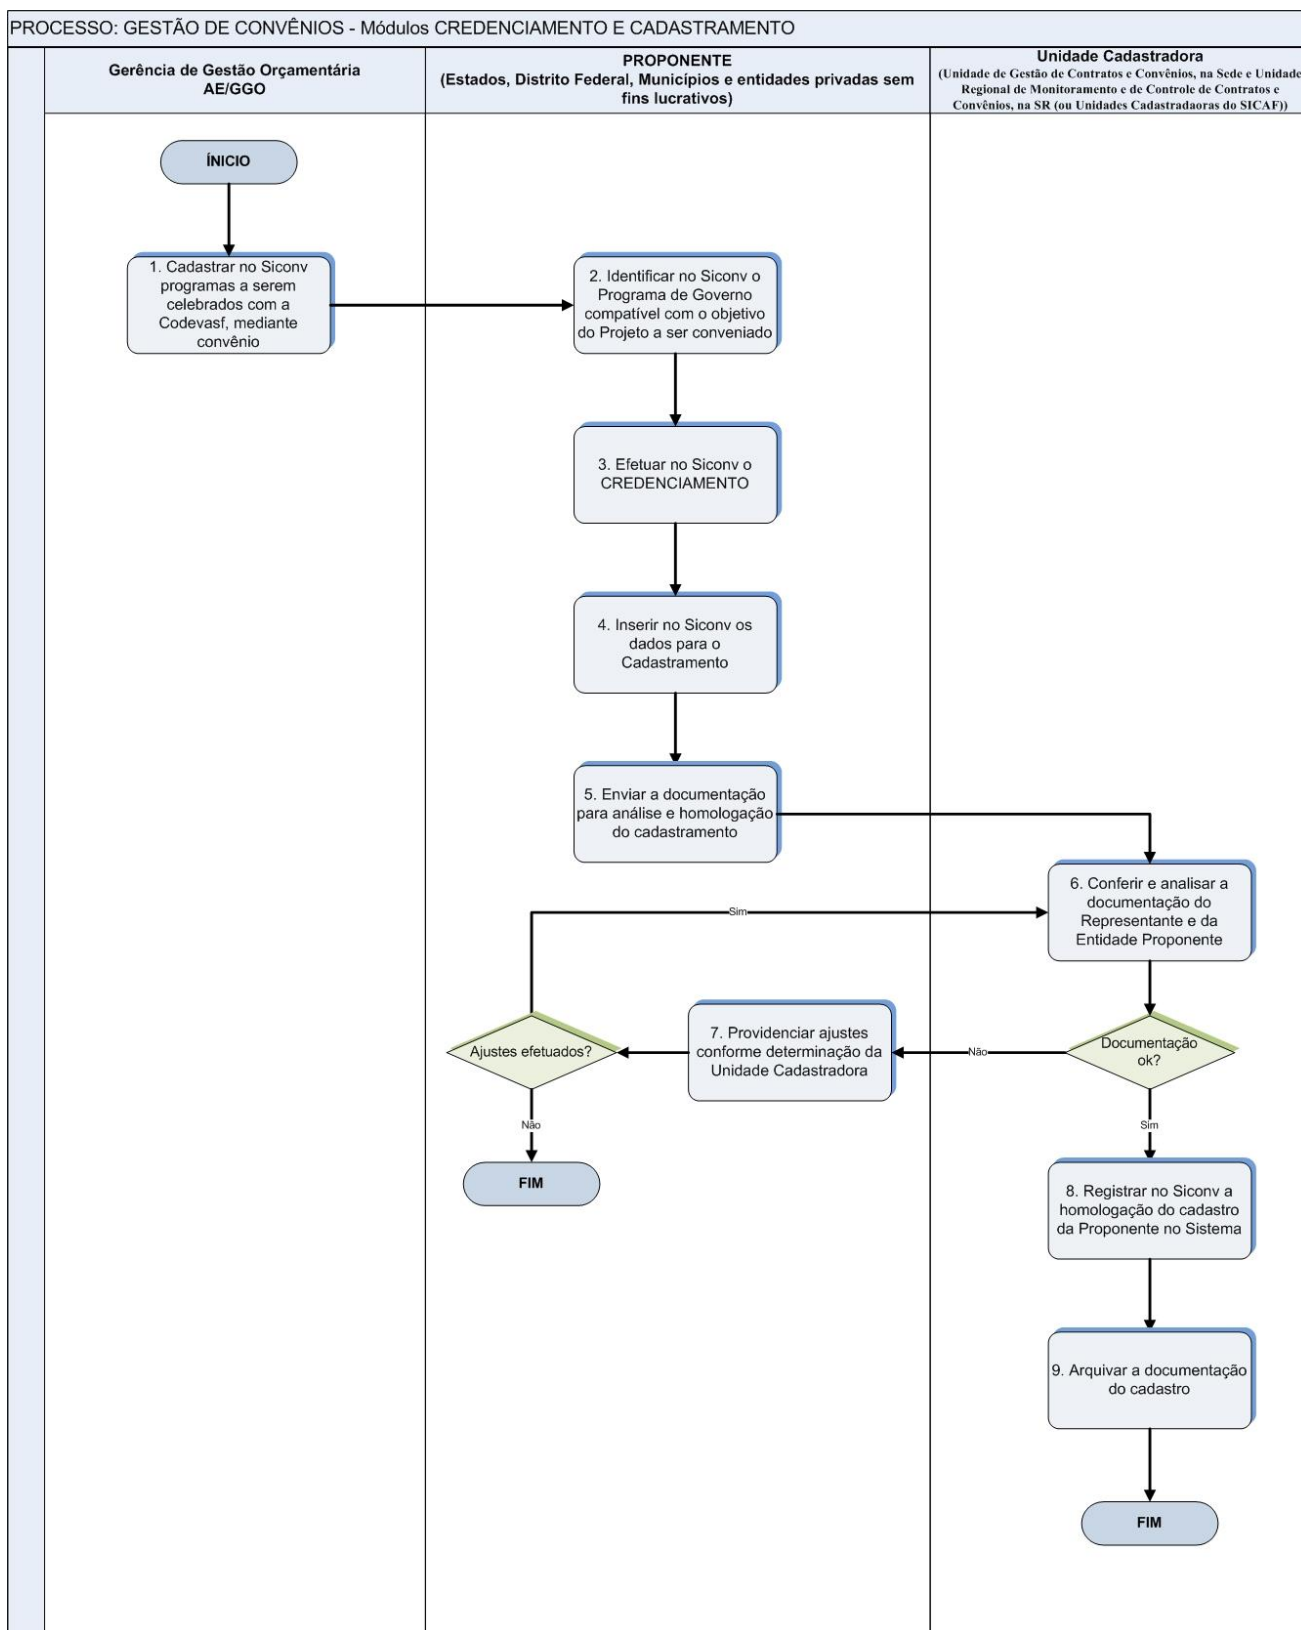 PROCESSO: GESTÃO DE CONVÊNIOS - Módulos CREDENCIAMENTO E CADASTRAMENTO
Gerência de Gestão Orçamentária
AE/GGO
PROPONENTE
(Estados, Distrito Federal, Municípios e entidades privadas sem
fins lucrativos)
Unidade Cadastradora
(Unidade de Gestão de Contratos e Convênios, na Sede e Unidade
Regional de Monitoramento e de Controle de Contratos e
Convênios, na SR (ou Unidades Cadastradaoras do SICAF))
ÍNICIO
1. Cadastrar no Siconv
programas a serem
celebrados com a
Codevasf, mediante
convênio
2. Identificar no Siconv o
Programa de Governo
compatível com o objetivo
do Projeto a ser conveniado
3. Efetuar no Siconv o
CREDENCIAMENTO
4. Inserir no Siconv os
dados para o
Cadastramento
5. Enviar a documentação
para análise e homologação
do cadastramento
6. Conferir e analisar a
documentação do
Representante e da
Entidade Proponente
Sim
Documentação
ok?
Não
7. Providenciar ajustes
conforme determinação da
Unidade Cadastradora
Ajustes efetuados?
Não
FIM
Sim
8. Registrar no Siconv a
homologação do cadastro
da Proponente no Sistema
9. Arquivar a documentação
do cadastro
FIM